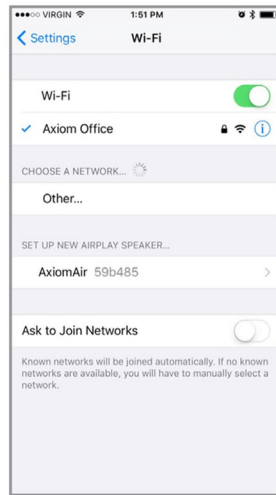 VIRGIN 1:51 PM
Settings Wi-Fi
Wi-Fi
Axiom Office
CHOOSE A NETWORK...
Other...
SET UP NEW AIRPLAY SPEAKER...
AxiomAir 59b485
Ask to Join Networks
Known networks will be joined automatically. If no known
networks are available, you will have to manually select a
network.